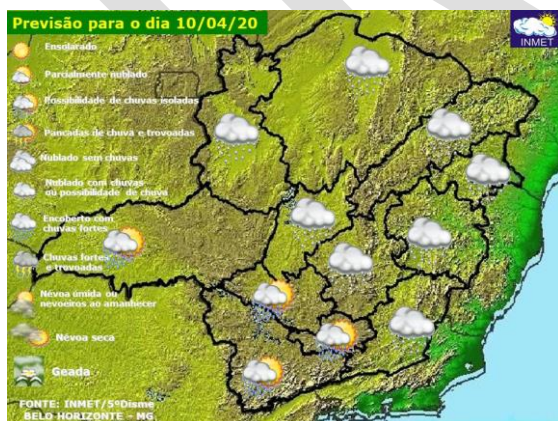 Previsão para o dia 10/04/20
INMET
Ensolarado
Parcialmente nublado
Possibilidade de chuvas isoladas
Pancadas de chuva e trovoadas
Nublado sem chuvas
Nublado com chuvas
ou possibilidade de chuva
Encoberto com
chuvas fortes
Chuvas fortes
e trovoadas
Névoa úmida ou
nevoeiros ao amanhecer
Névoa seca
Geada
FONTE: INMET/5ºDisme
BELO HORIZONTE - MG